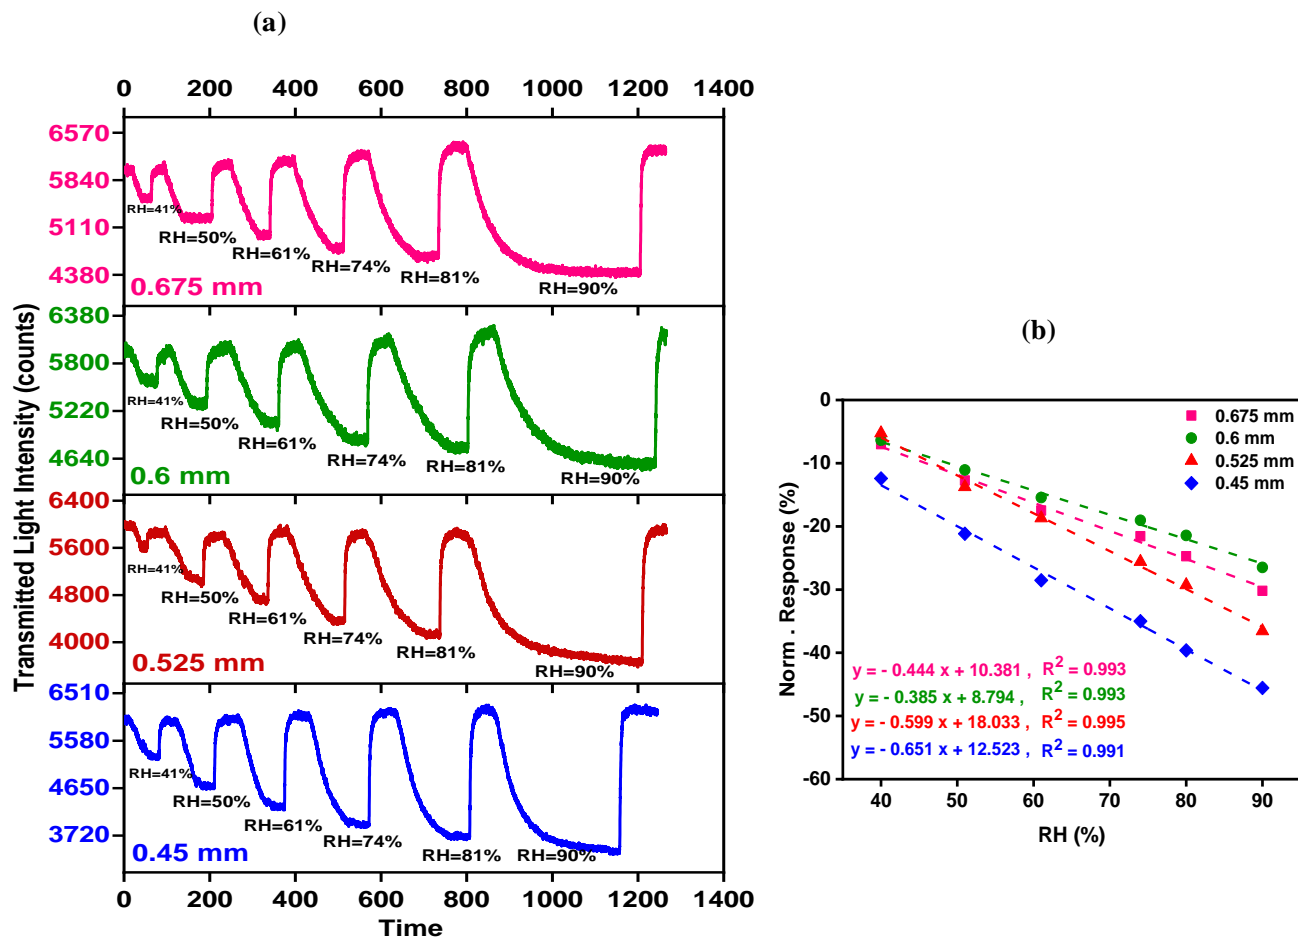 (a)
0 200 400 600 800 1000 1200 1400
6570
5840
5110
4380
RH=41%
RH=50%
RH=61%
RH=74%
RH=81%
RH=90%
0.675 mm
6380
5800
5220
4640
RH=41%
RH=50%
RH=61%
RH=74%
RH=81%
RH=90%
0.6 mm
6400
5600
4800
4000
RH=41%
RH=50%
RH=61%
RH=74%
RH=81%
RH=90%
0.525 mm
6510
5580
4650
3720
RH=41%
RH=50%
RH=61%
RH=74%
RH=81%
RH=90%
0.45 mm
0 200 400 600 800 1000 1200 1400
Time
Transmitted Light Intensity (counts)
(b)
0
-10
-20
-30
-40
-50
-60
Norm . Response (%)
0.675 mm
0.6 mm
0.525 mm
0.45 mm
y = - 0.444 x + 10.381 , R² = 0.993
y = - 0.385 x + 8.794 , R² = 0.993
y = - 0.599 x + 18.033 , R² = 0.995
y = - 0.651 x + 12.523 , R² = 0.991
40 50 60 70 80 90
RH (%)